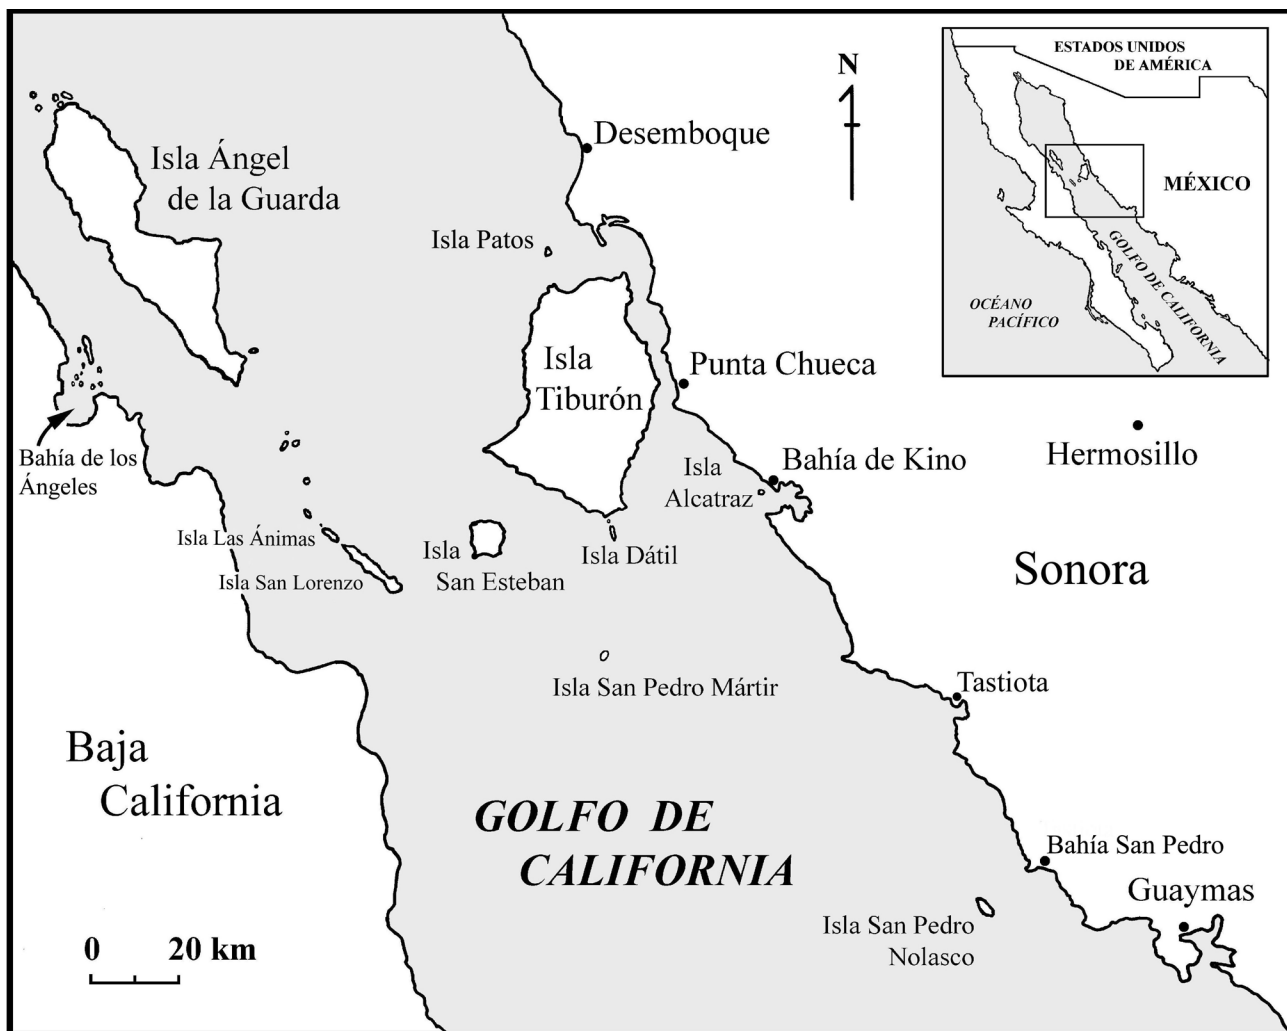 ESTADOS UNIDOS
DE AMÉRICA
MÉXICO
GOLFO DE CALIFORNIA
OCÉANO
PACÍFICO
N
Desemboque
Isla Ángel
de la Guarda
Isla Patos
Isla
Tiburón
Punta Chueca
Hermosillo
Bahía de los
Ángeles
Isla
Alcatraz
Bahía de Kino
Isla Las Ánimas
Isla San Lorenzo
Isla
San Esteban
Isla Dátil
Sonora
Isla San Pedro Mártir
Tastiota
Baja
California
GOLFO DE
CALIFORNIA
Bahía San Pedro
Guaymas
Isla San Pedro
Nolasco
0 20 km